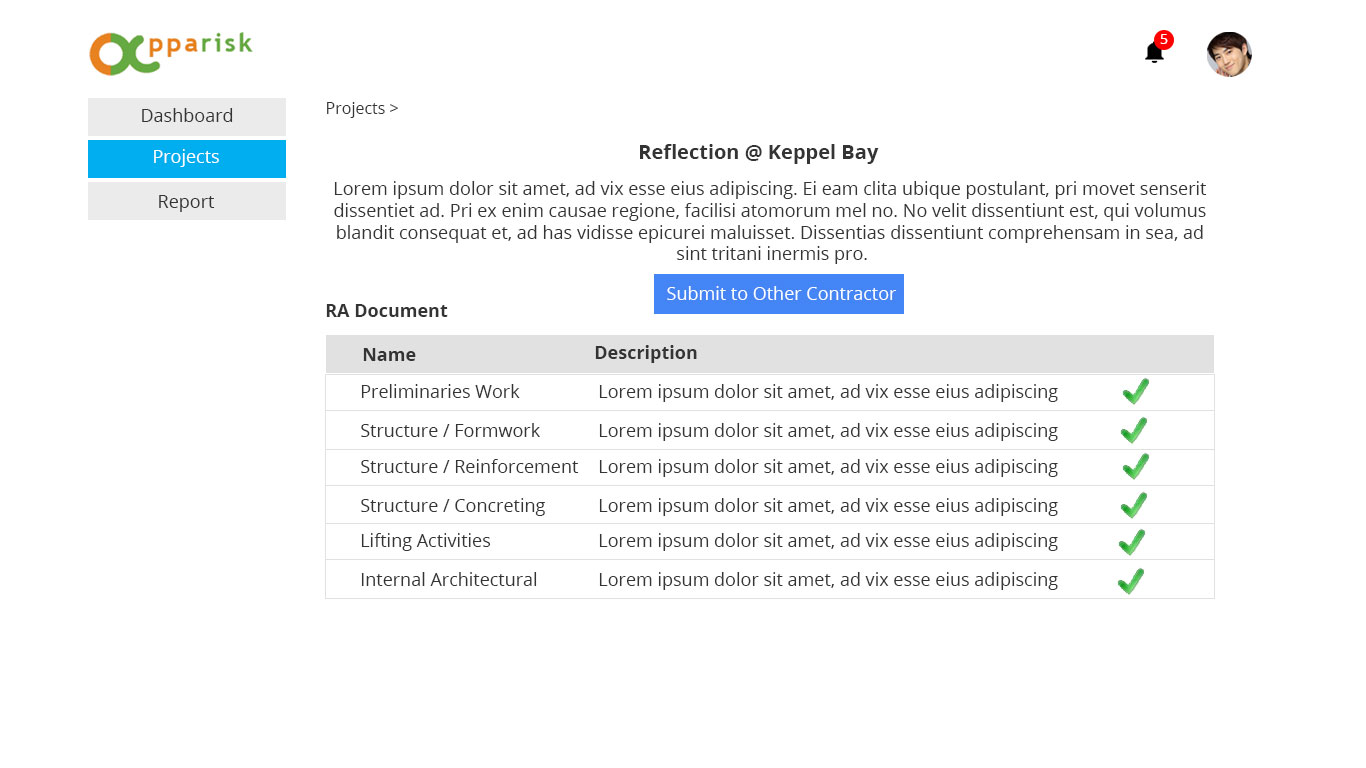 pparisk
5
Dashboard
Projects
Report
Projects >
Reflection @ Keppel Bay
Lorem ipsum dolor sit amet, ad vix esse eius adipiscing. Ei eam clita ubique postulant, pri movet senserit
dissentiet ad. Pri ex enim causae regione, facilisi atomorum mel no. No velit dissentiunt est, qui volumus
blandit consequat et, ad has vidisse epicurei maluisset. Dissentias dissentiunt comprehensam in sea, ad
sint tritani inermis pro.
Submit to Other Contractor
RA Document
Name Description
Preliminaries Work Lorem ipsum dolor sit amet, ad vix esse eius adipiscing
Structure / Formwork Lorem ipsum dolor sit amet, ad vix esse eius adipiscing
Structure / Reinforcement Lorem ipsum dolor sit amet, ad vix esse eius adipiscing
Structure / Concreting Lorem ipsum dolor sit amet, ad vix esse eius adipiscing
Lifting Activities Lorem ipsum dolor sit amet, ad vix esse eius adipiscing
Internal Architectural Lorem ipsum dolor sit amet, ad vix esse eius adipiscing